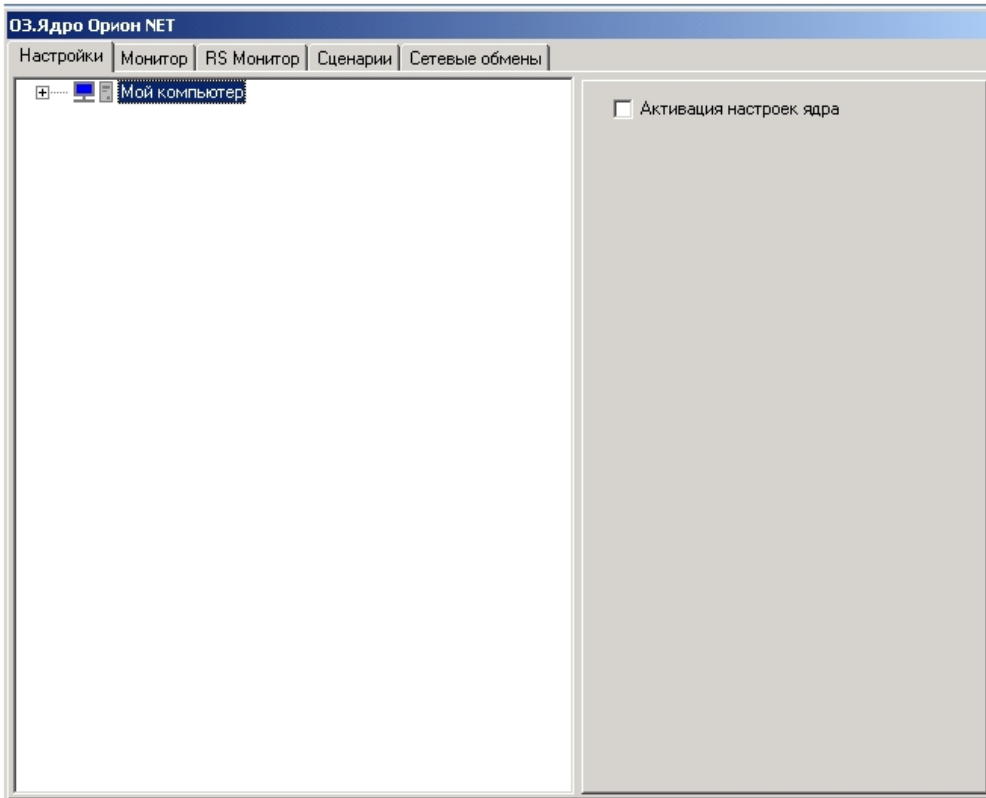 03.Ядро Орион NET
Настройки Монитор RS Монитор Сценарии Сетевые обмены
Мой компьютер
Активация настроек ядра